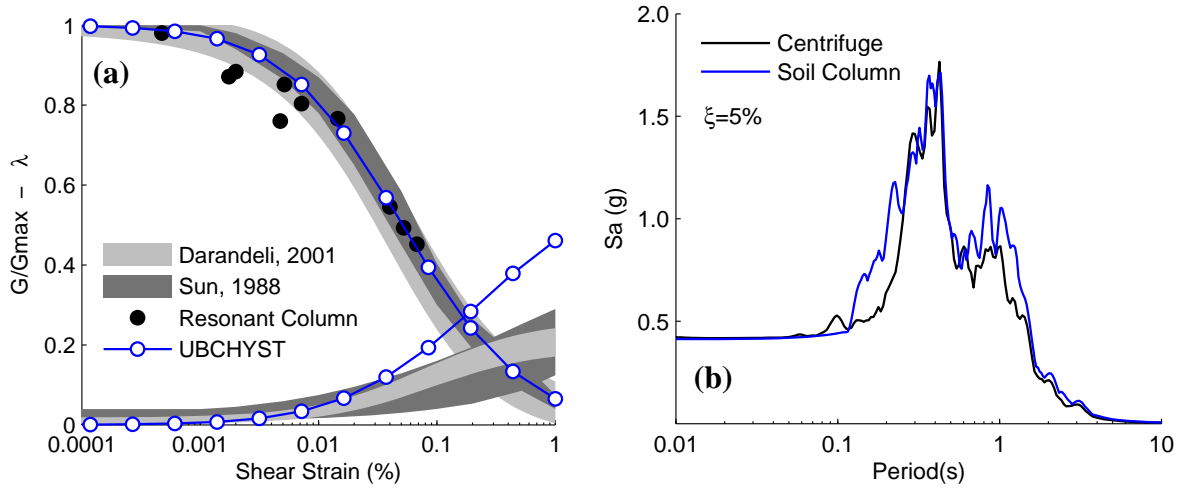 (a)
G/Gmax − λ
1
0.8
0.6
0.4
0.2
0
Darandeli, 2001
Sun, 1988
Resonant Column
UBCHYST
0.0001
0.001
0.01
0.1
1
Shear Strain (%)
2.0
1.5
1.0
0.5
Sa (g)
Centrifuge
Soil Column
ξ=5%
(b)
0.01
0.1
1
10
Period(s)